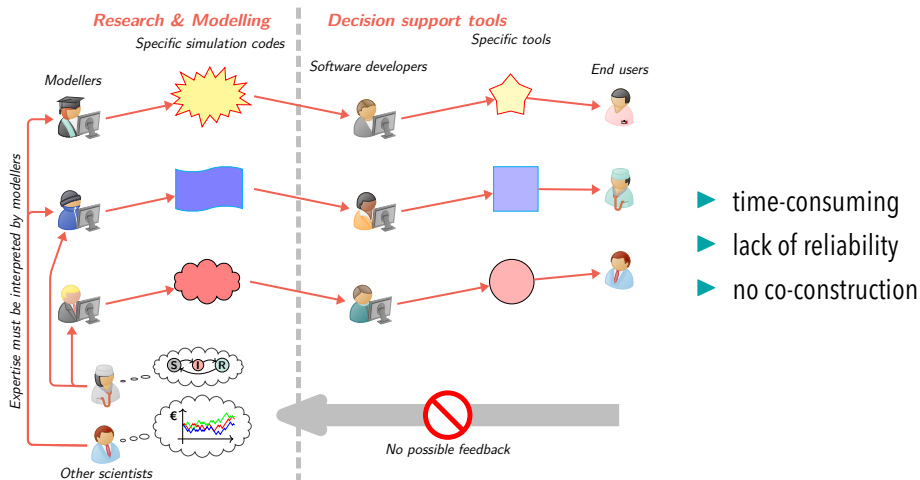 Research & Modelling
Decision support tools
Specific simulation codes
Specific tools
Modellers
Software developers
End users
Expertise must be interpreted by modellers
time-consuming
lack of reliability
no co-construction
S I R
€
No possible feedback
Other scientists